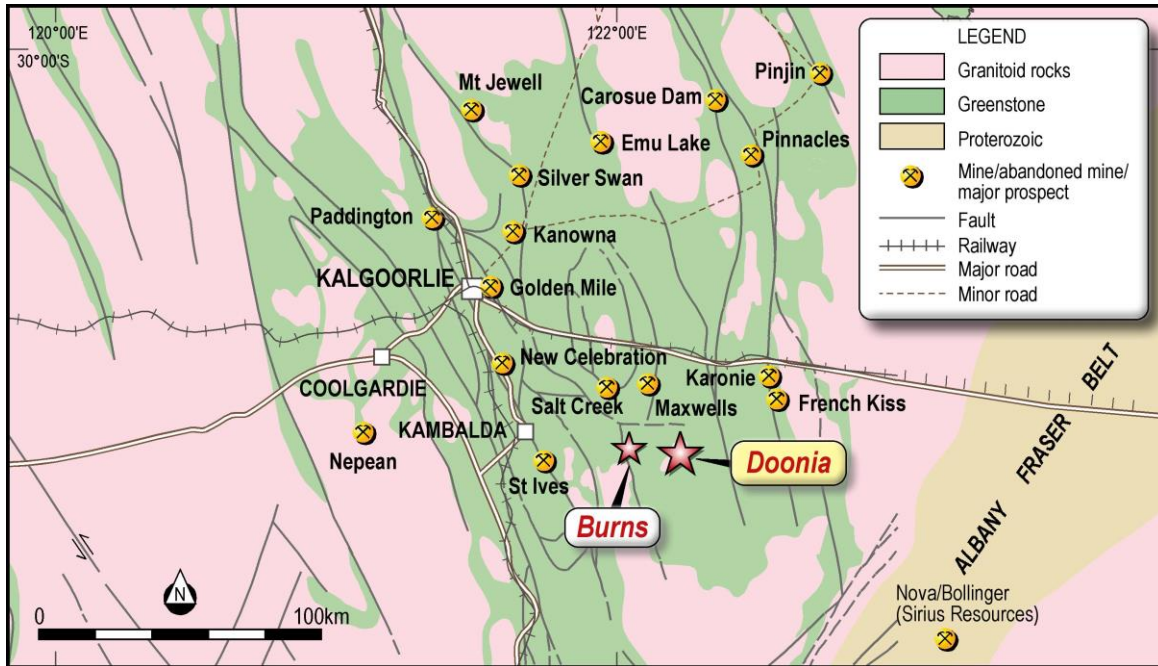 120°00'E
122°00'E
30°00'S
LEGEND
Granitoid rocks
Greenstone
Proterozoic
Mine/abandoned mine/
major prospect
Fault
Railway
Major road
Minor road
Pinjin
Mt Jewell
Carosue Dam
Emu Lake
Pinnacles
Silver Swan
Paddington
Kanowna
KALGOORLIE
Golden Mile
New Celebration
COOLGARDIE
Karonie
Salt Creek
Maxwells
French Kiss
KAMBALDA
Nepean
St Ives
Doonia
Burns
ALBANY FRASER BELT
Nova/Bollinger
(Sirius Resources)
N
0
100km